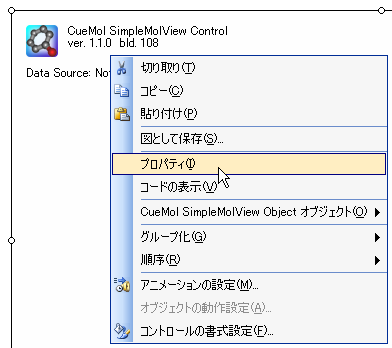 CueMol SimpleMolView Control
ver. 1.1.0 bld. 108
Data Source: No
切り取り(T)
コピー(C)
貼り付け(P)
図として保存(S)...
プロパティ(I)
コードの表示(V)
CueMol SimpleMolView Object オブジェクト(O)
グループ化(G)
順序(R)
アニメーションの設定(M)...
オブジェクトの動作設定(A)...
コントロールの書式設定(F)...